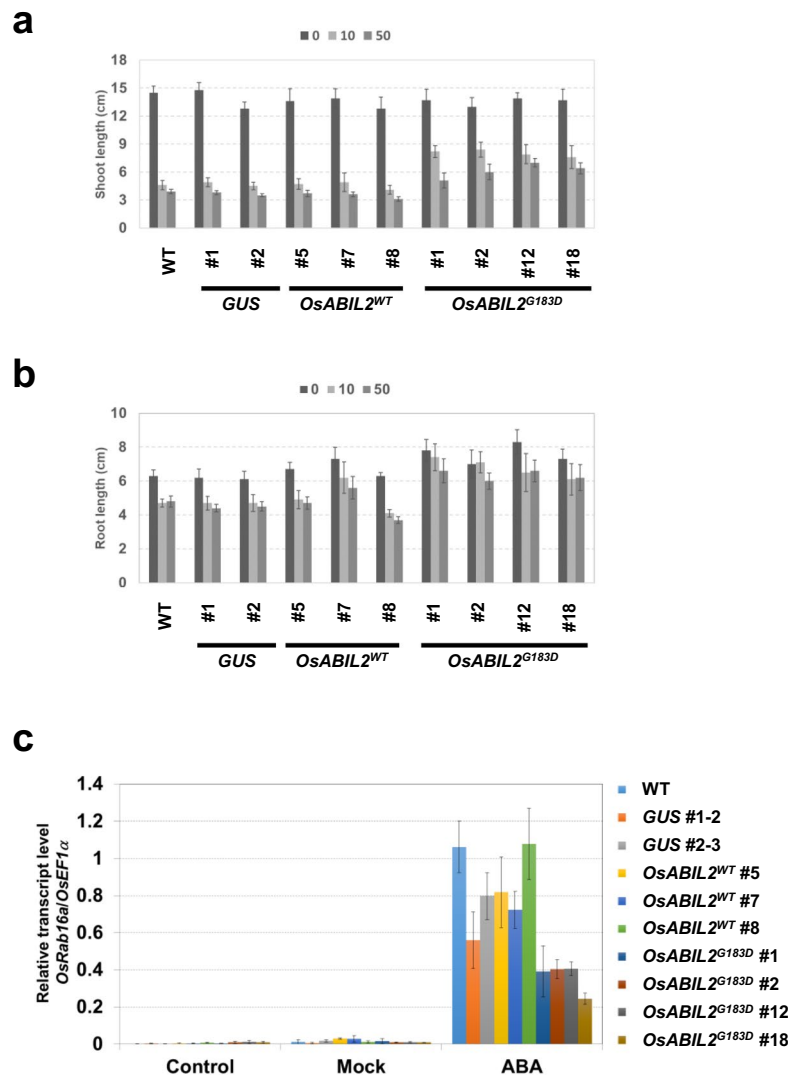 a
0 10 50
18
15
12
9
6
3
0
Shoot length (cm)
WT #1 #2 #5 #7 #8 #1 #2 #12 #18
GUS OsABIL2WT OsABIL2G183D
b
0 10 50
10
8
6
4
2
0
Root length (cm)
WT #1 #2 #5 #7 #8 #1 #2 #12 #18
GUS OsABIL2WT OsABIL2G183D
c
1.4
1.2
1
0.8
0.6
0.4
0.2
0
Relative transcript level
OsRab16a/OsEF1α
Control Mock ABA
WT
GUS #1-2
GUS #2-3
OsABIL2WT #5
OsABIL2WT #7
OsABIL2WT #8
OsABIL2G183D #1
OsABIL2G183D #2
OsABIL2G183D #12
OsABIL2G183D #18